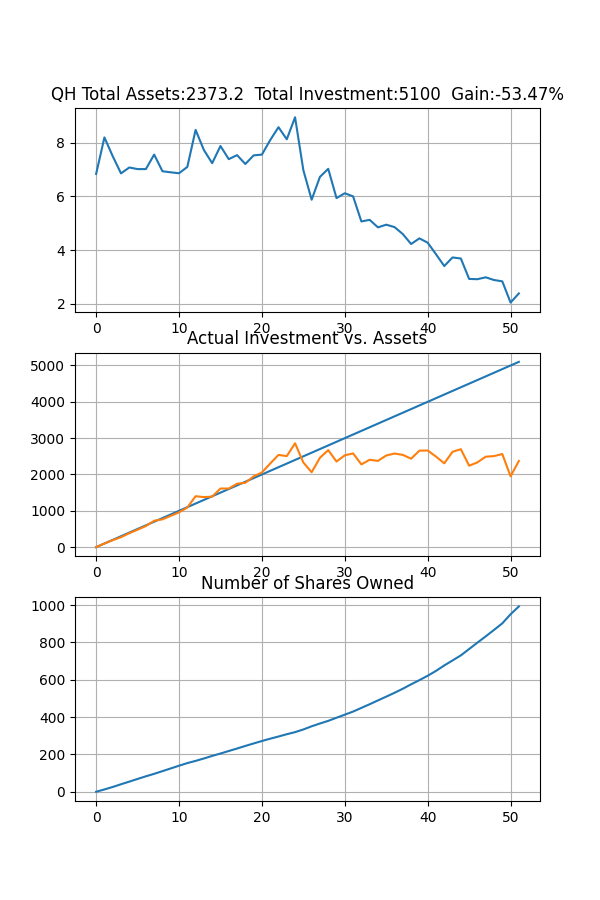 QH Total Assets:2373.2  Total Investment:5100  Gain:-53.47%
8
6
4
2
0 10 20 30 40 50
Actual Investment vs. Assets
5000
4000
3000
2000
1000
0
0 10 20 30 40 50
Number of Shares Owned
1000
800
600
400
200
0
0 10 20 30 40 50